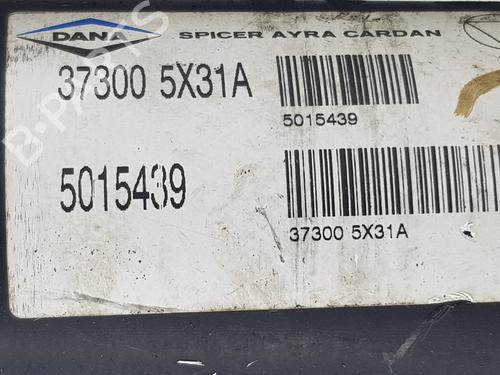 DANA
SPICER AYRA CARDAN
37300 5X31A
5015439
5015439
37300 5X31A
B-PARTS